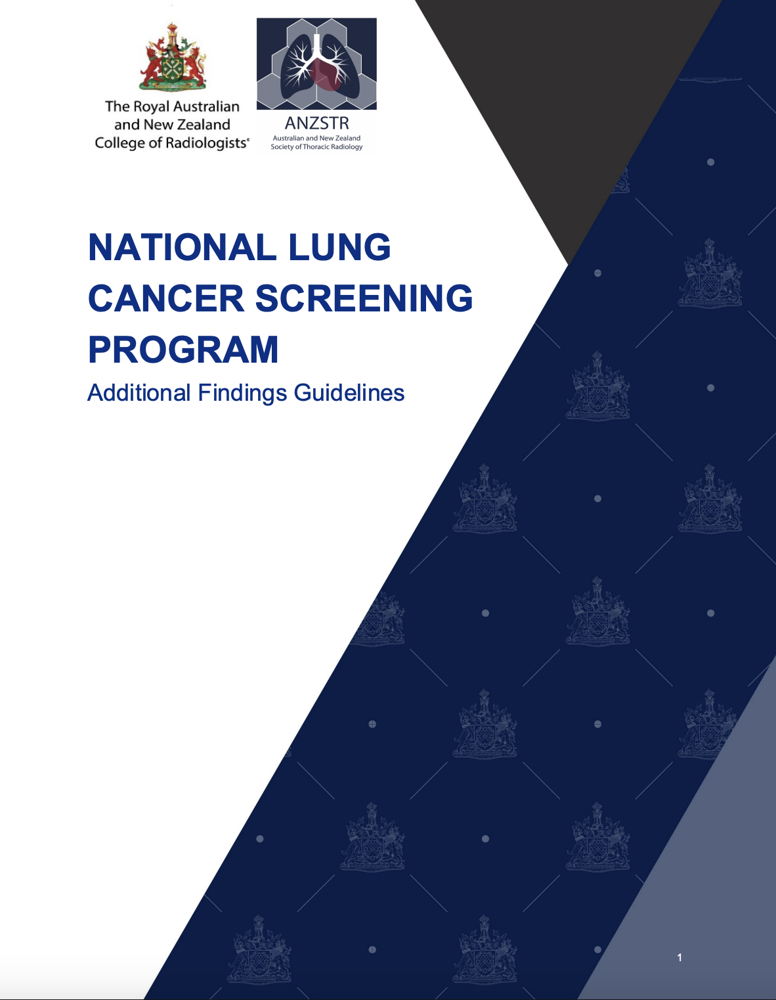 The Royal Australian
and New Zealand
College of Radiologists®
ANZSTR
Australian and New Zealand
Society of Thoracic Radiology
NATIONAL LUNG
CANCER SCREENING
PROGRAM
Additional Findings Guidelines
1